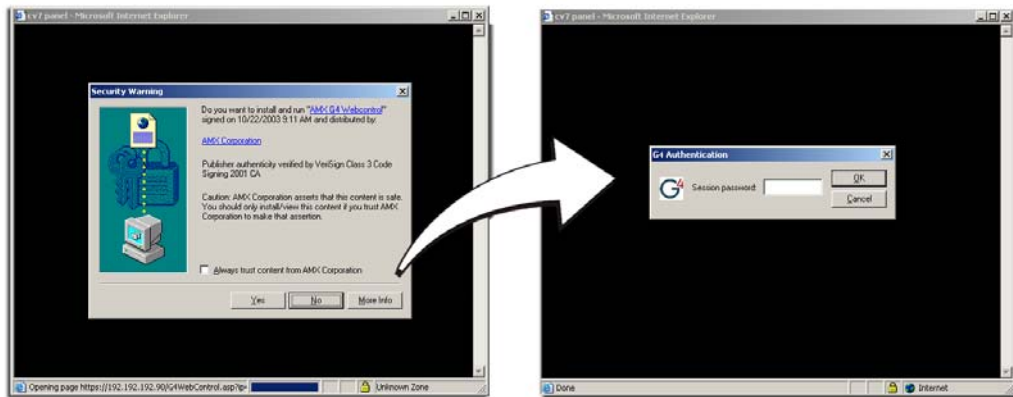 cv7 panel - Microsoft Internet Explorer
Security Warning
Do you want to install and run "AMX G4 Webcontrol"
signed on 10/22/2003 9:11 AM and distributed by:
AMX Corporation
Publisher authenticity verified by VeriSign Class 3 Code
Signing 2001 CA
Caution: AMX Corporation asserts that this content is safe.
You should only install/view this content if you trust AMX
Corporation to make that assertion.
Always trust content from AMX Corporation
Yes
No
More Info
Opening page https://192.192.192.90/G4WebControl.asp?ip=
Unknown Zone
cv7 panel - Microsoft Internet Explorer
G4 Authentication
G4
Session password:
OK
Cancel
Done
Internet